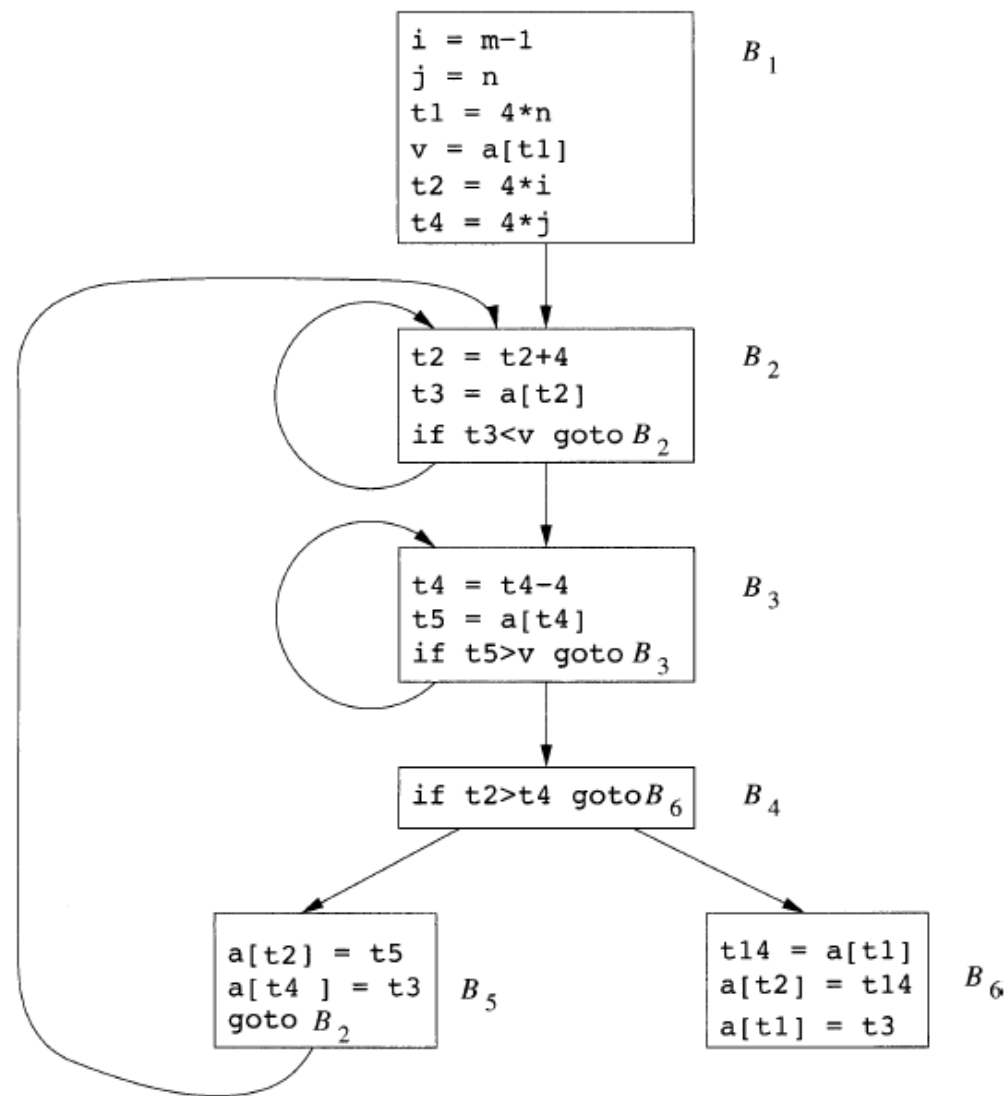 i = m-1
j = n
t1 = 4*n
v = a[t1]
t2 = 4*i
t4 = 4*j
B1
t2 = t2+4
t3 = a[t2]
if t3<v goto B2
B2
t4 = t4-4
t5 = a[t4]
if t5>v goto B3
B3
if t2>t4 goto B6
B4
a[t2] = t5
a[t4 ] = t3
goto B2
B5
t14 = a[t1]
a[t2] = t14
a[t1] = t3
B6.